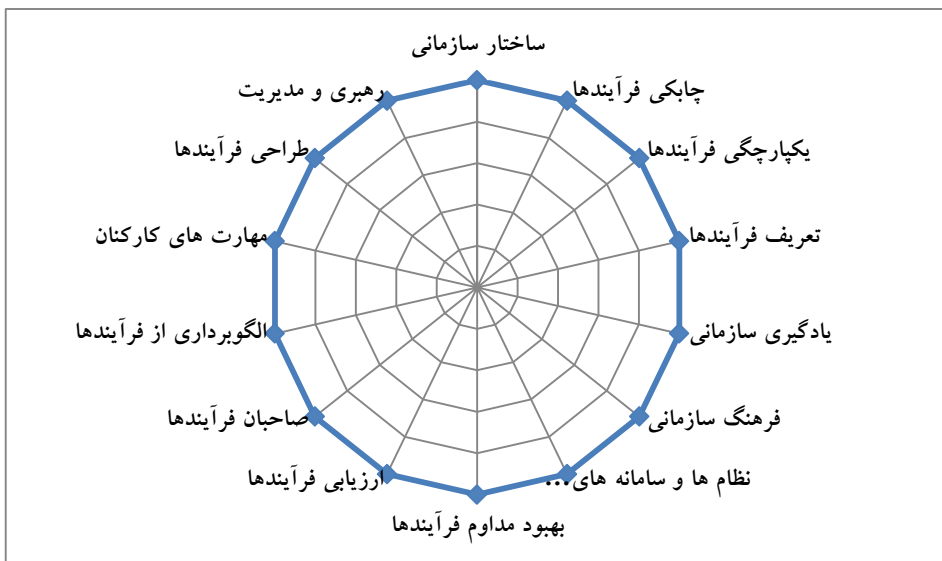 ساختار سازمانی
چابکی فرآیندها
یکپارچگی فرآیندها
تعریف فرآیندها
یادگیری سازمانی
فرهنگ سازمانی
نظام ها و سامانه های...
بهبود مداوم فرآیندها
ارزیابی فرآیندها
صاحبان فرآیندها
الگوبرداری از فرآیندها
مهارت های کارکنان
طراحی فرآیندها
رهبری و مدیریت